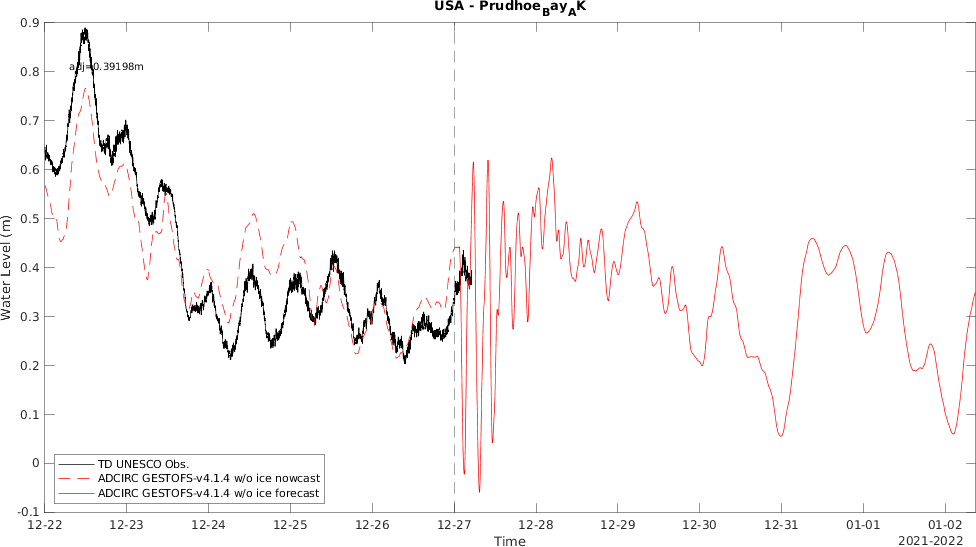 USA - Prudhoe_Bay_AK
0.9
0.8
0.7
0.6
0.5
0.4
0.3
0.2
0.1
0
-0.1
Water Level (m)
adj=0.39198m
TD UNESCO Obs.
ADCIRC GESTOFS-v4.1.4 w/o ice nowcast
ADCIRC GESTOFS-v4.1.4 w/o ice forecast
12-22 12-23 12-24 12-25 12-26 12-27 12-28 12-29 12-30 12-31 01-01 01-02
Time
2021-2022